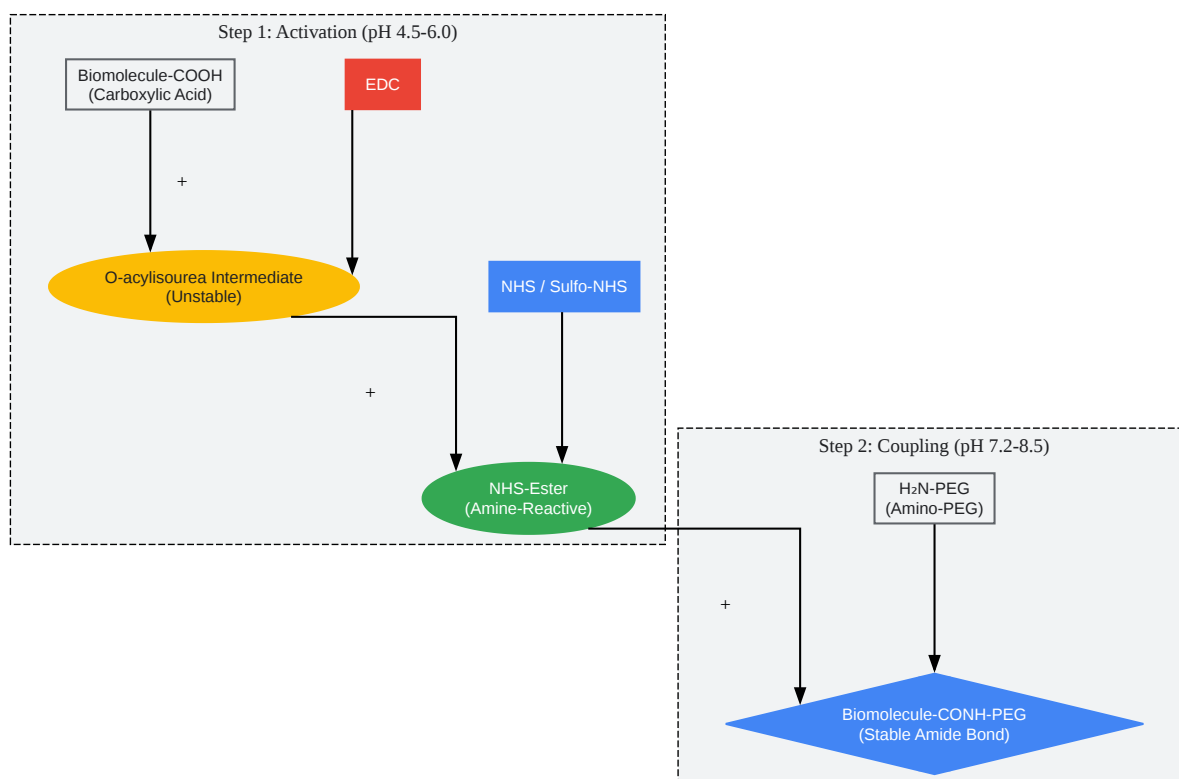 Step 1: Activation (pH 4.5-6.0)
Biomolecule-COOH
(Carboxylic Acid)
EDC
+
O-acylisourea Intermediate
(Unstable)
NHS / Sulfo-NHS
+
NHS-Ester
(Amine-Reactive)
Step 2: Coupling (pH 7.2-8.5)
H₂N-PEG
(Amino-PEG)
+
Biomolecule-CONH-PEG
(Stable Amide Bond)